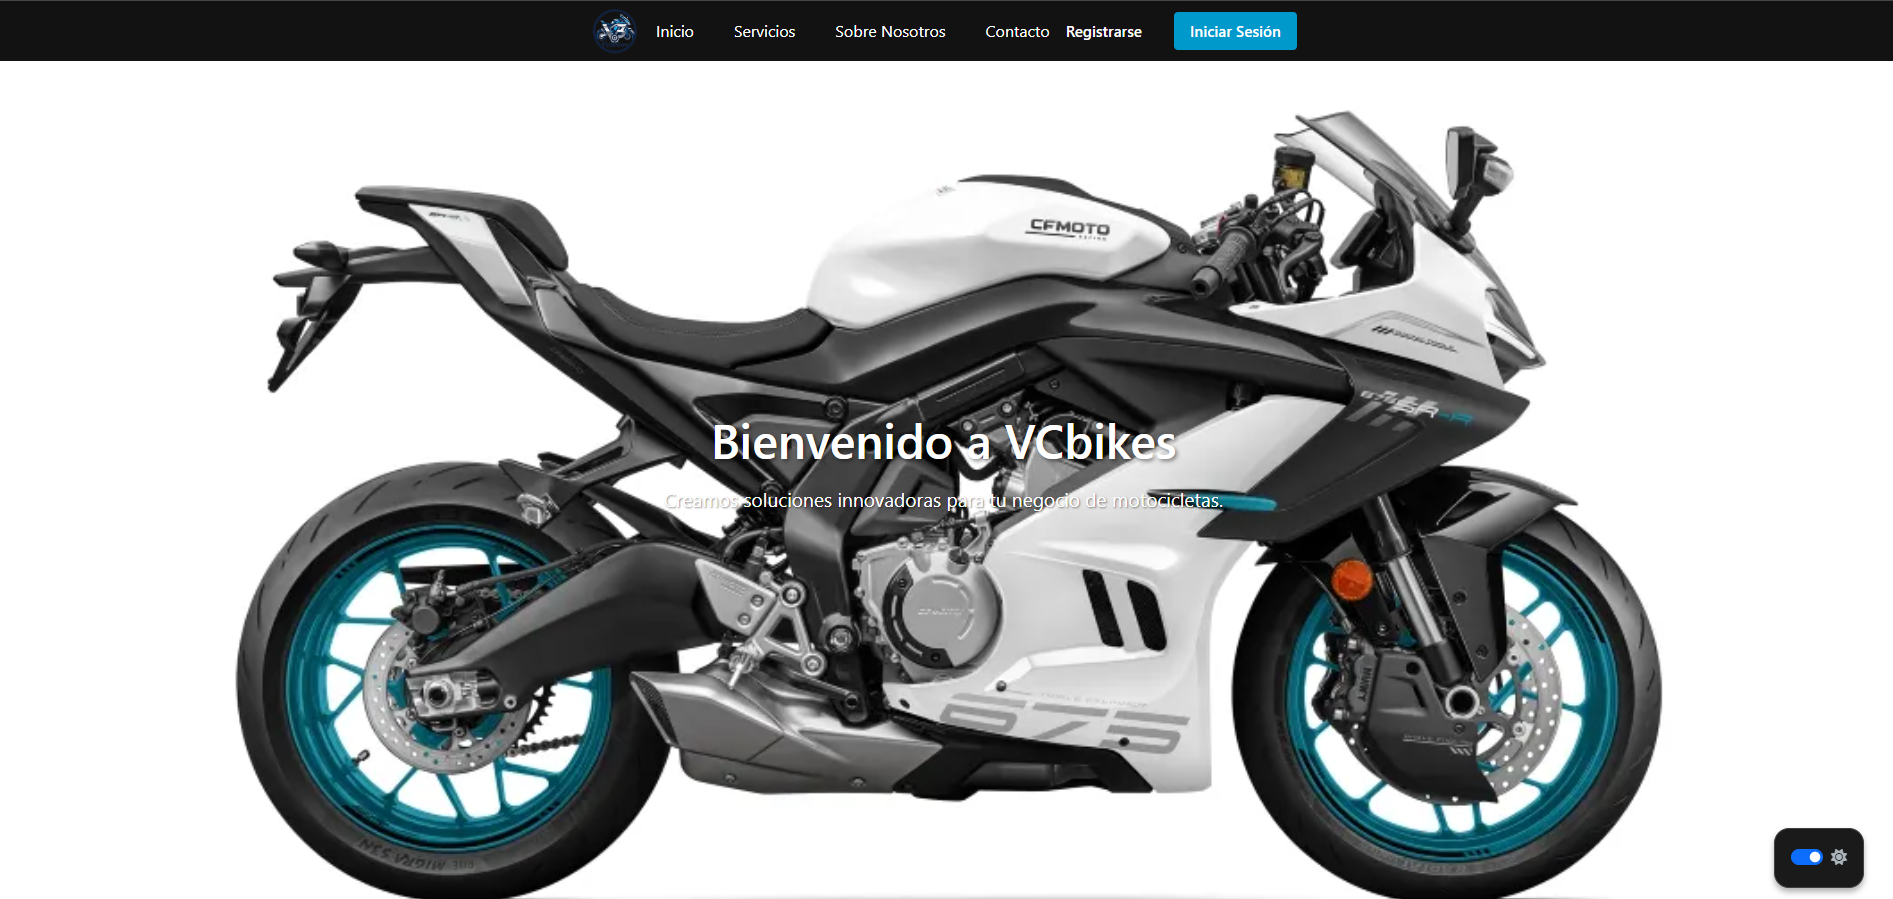 Inicio Servicios Sobre Nosotros Contacto Registrarse Iniciar Sesión
CFMOTO
Bienvenido a VCbikes
Creamos soluciones innovadoras para tu negocio de motocicletas.
675